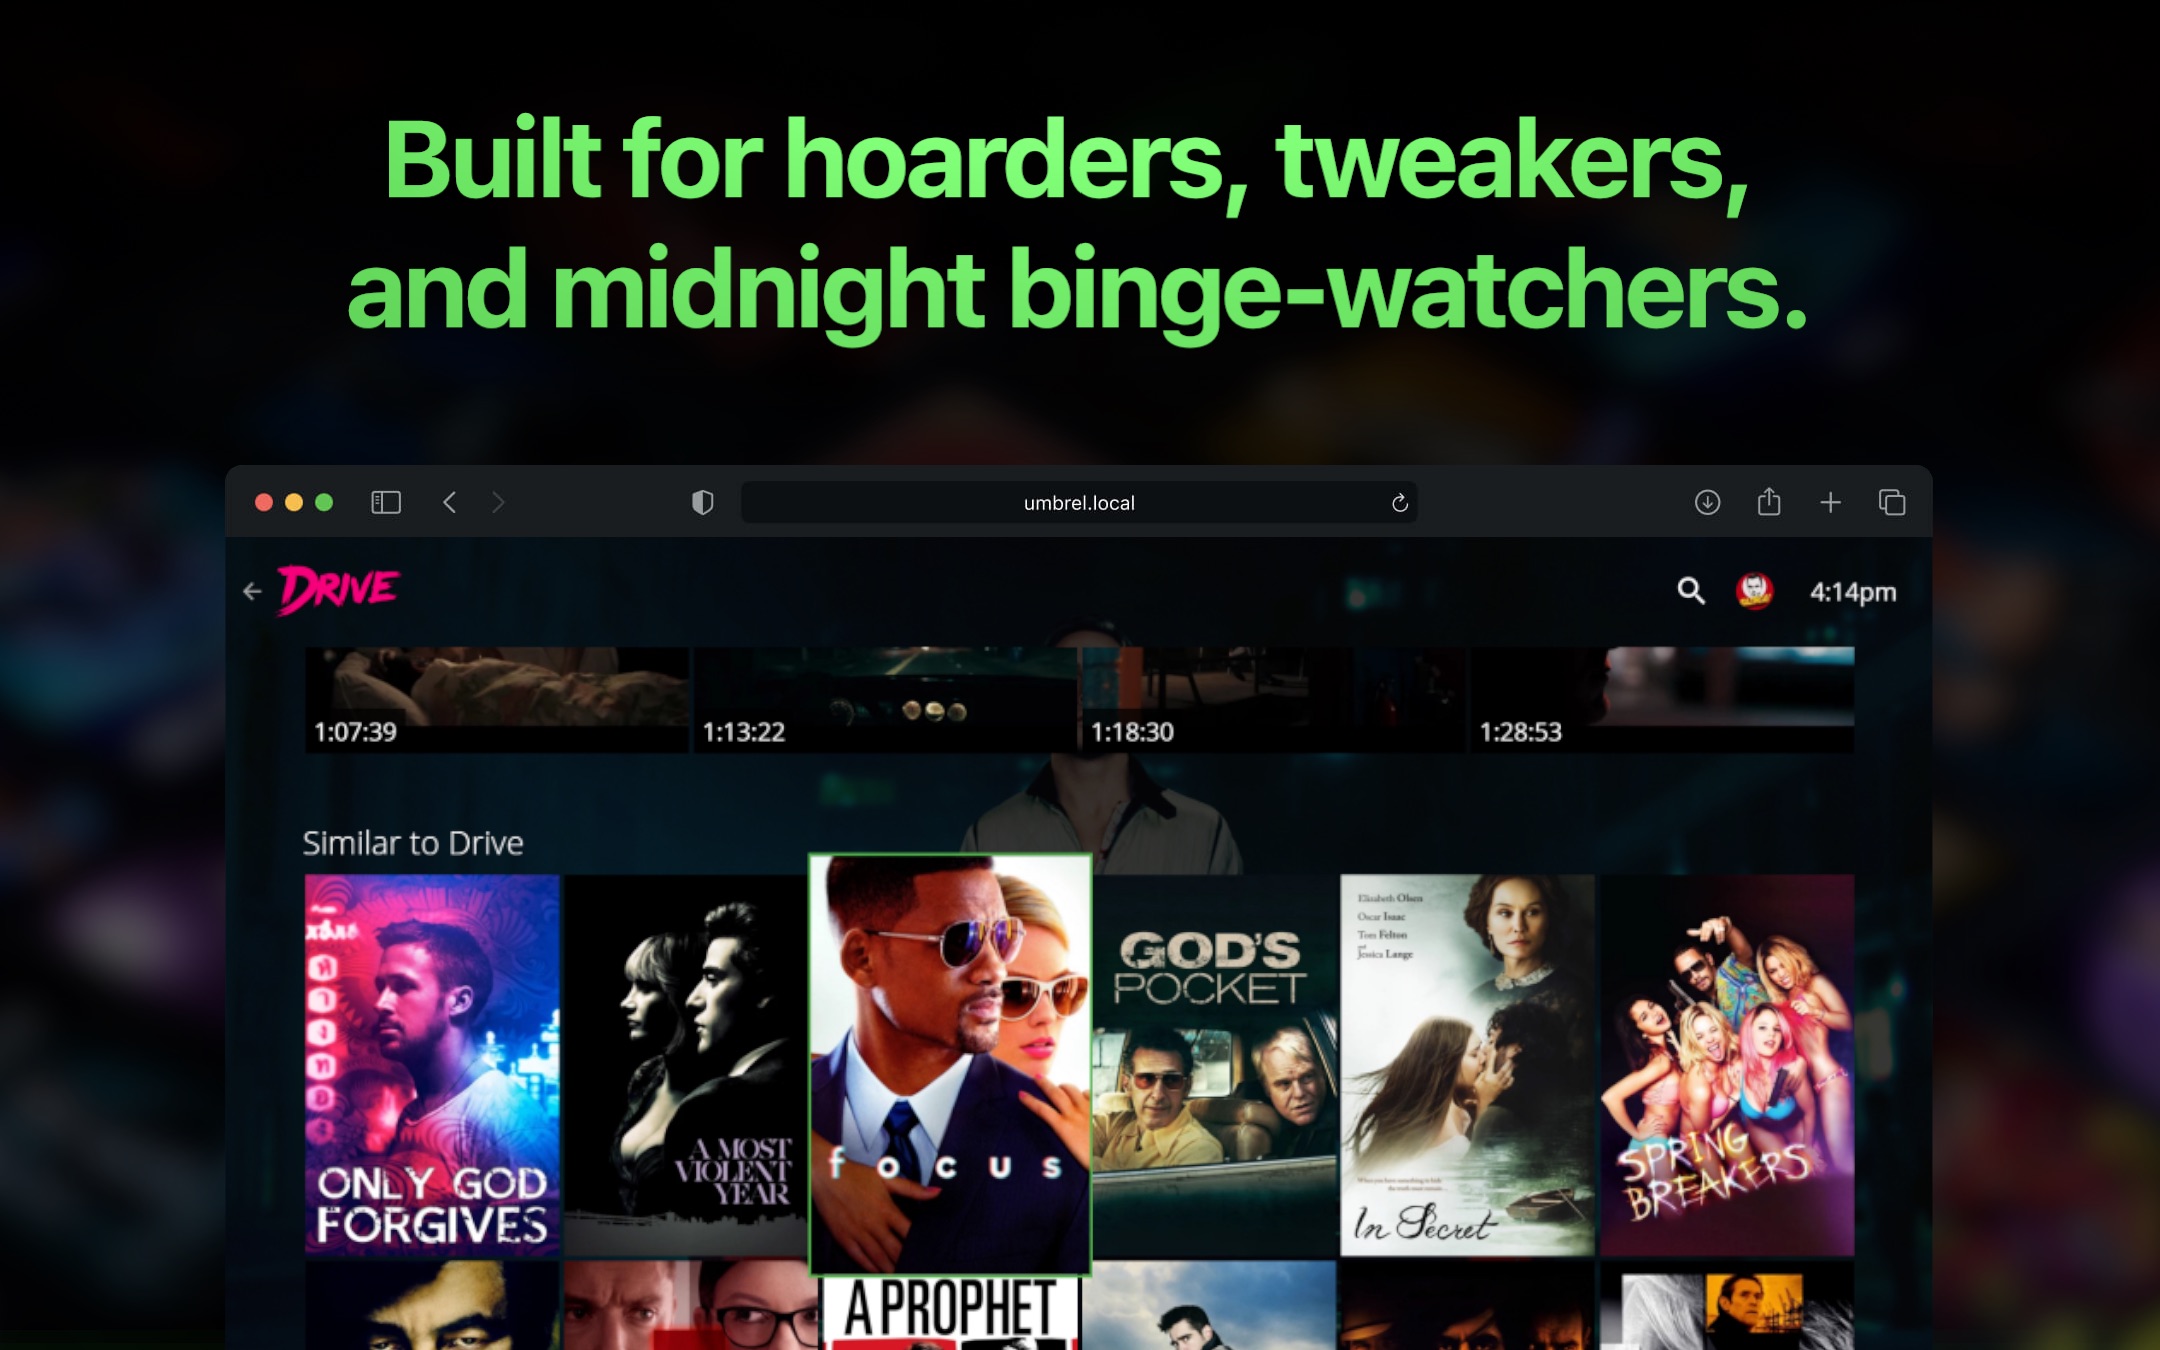 Built for hoarders, tweakers,
and midnight binge-watchers.
umbrel.local
DRIVE
4:14pm
1:07:39
1:13:22
1:18:30
1:28:53
Similar to Drive
ONLY GOD
FORGIVES
A MOST
VIOLENT
YEAR
focus
GOD'S
POCKET
Elizabeth Olsen
Oscar Isaac
Tom Felton
and
Jessica Lange
In Secret
SPRING
BREAKERS
A PROPHET